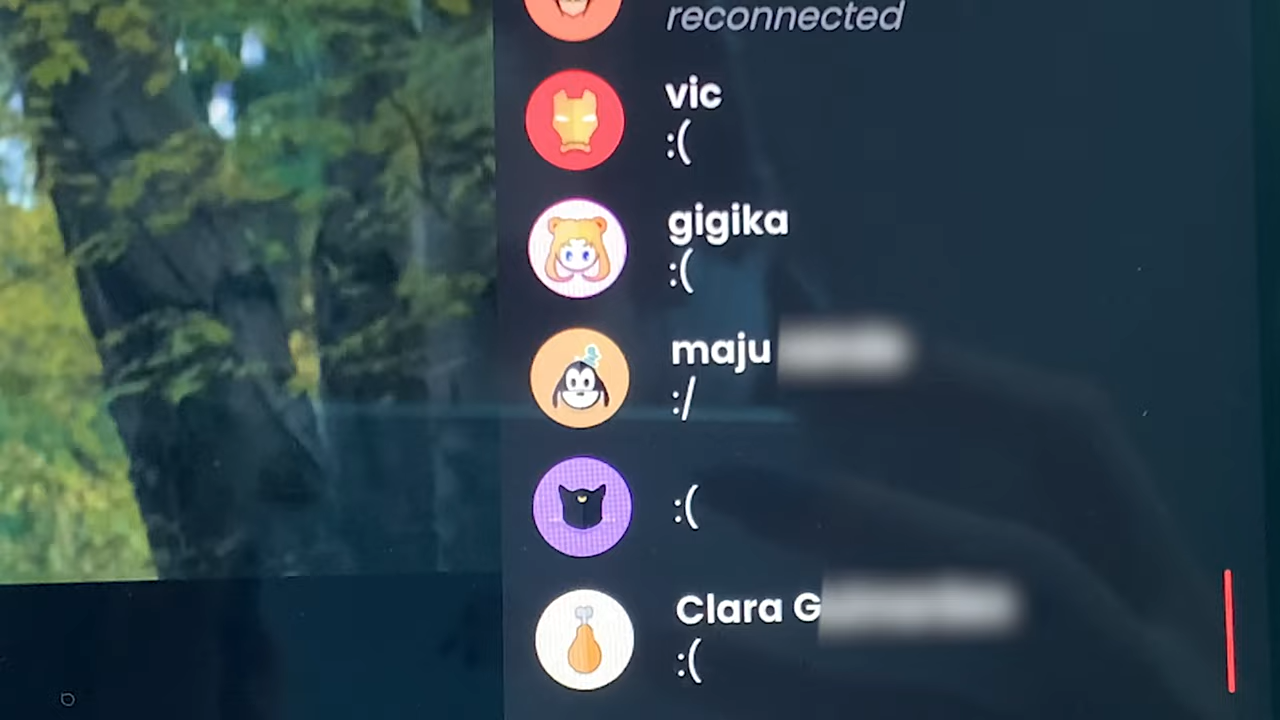 reconnected
vic
:(
gigika
:(
maju
:/
:(
Clara G
:(